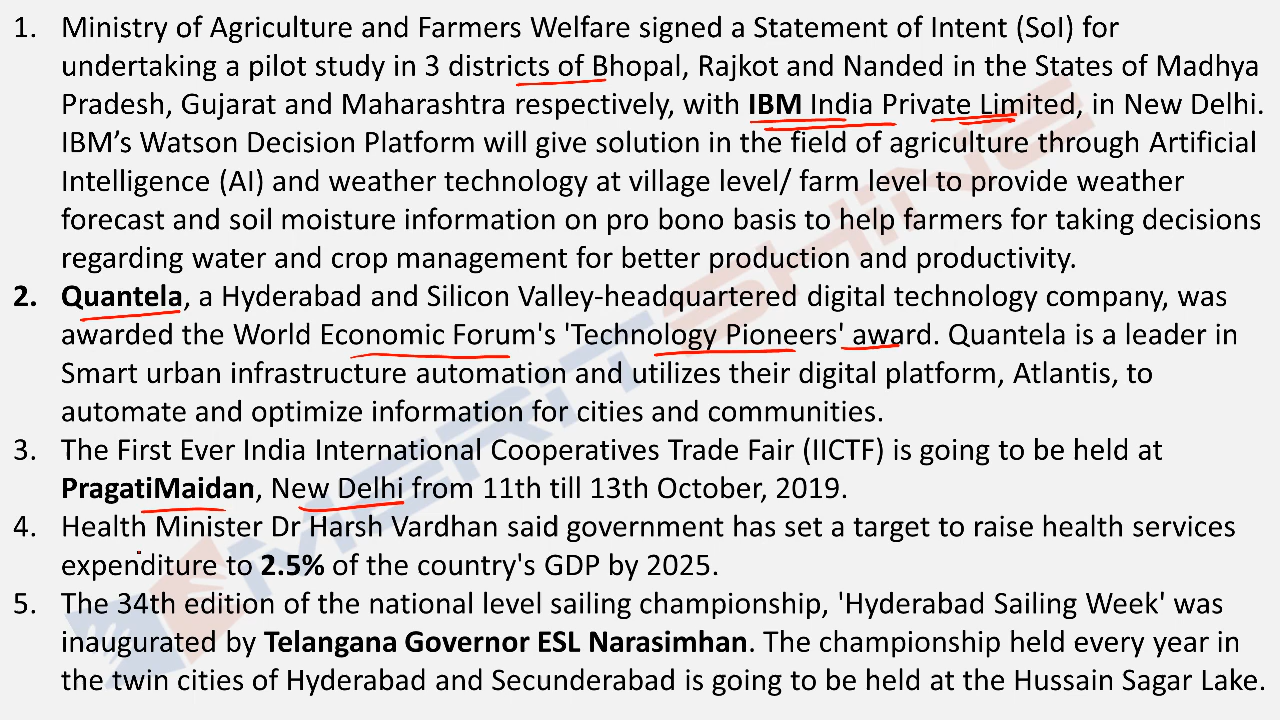 1. Ministry of Agriculture and Farmers Welfare signed a Statement of Intent (SoI) for
undertaking a pilot study in 3 districts of Bhopal, Rajkot and Nanded in the States of Madhya
Pradesh, Gujarat and Maharashtra respectively, with IBM India Private Limited, in New Delhi.
IBM’s Watson Decision Platform will give solution in the field of agriculture through Artificial
Intelligence (AI) and weather technology at village level/ farm level to provide weather
forecast and soil moisture information on pro bono basis to help farmers for taking decisions
regarding water and crop management for better production and productivity.
2. Quantela, a Hyderabad and Silicon Valley-headquartered digital technology company, was
awarded the World Economic Forum's 'Technology Pioneers' award. Quantela is a leader in
Smart urban infrastructure automation and utilizes their digital platform, Atlantis, to
automate and optimize information for cities and communities.
3. The First Ever India International Cooperatives Trade Fair (IICTF) is going to be held at
PragatiMaidan, New Delhi from 11th till 13th October, 2019.
4. Health Minister Dr Harsh Vardhan said government has set a target to raise health services
expenditure to 2.5% of the country's GDP by 2025.
5. The 34th edition of the national level sailing championship, 'Hyderabad Sailing Week' was
inaugurated by Telangana Governor ESL Narasimhan. The championship held every year in
the twin cities of Hyderabad and Secunderabad is going to be held at the Hussain Sagar Lake.
MERITSHINE